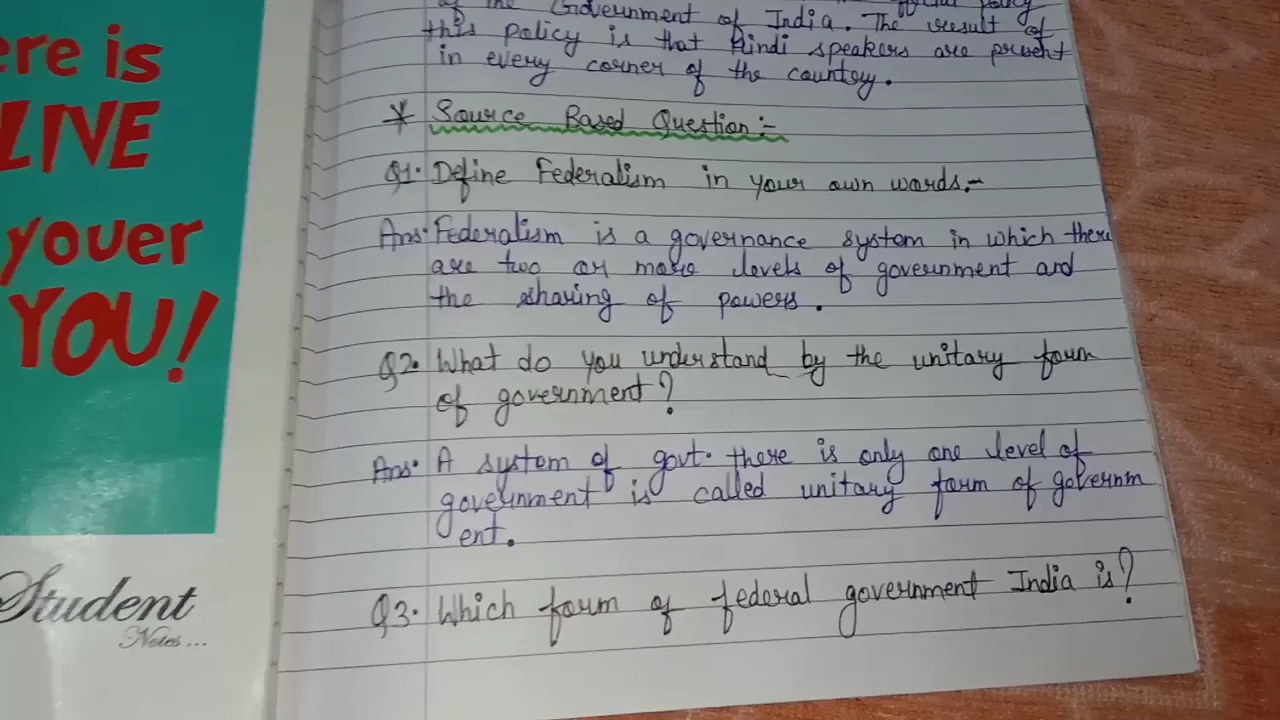 ere is
LIVE
youer
YOU!
Student
Notes...
of the Government of India. The result of
this policy is that Hindi speakers are present
in every corner of the country.
* Source Based Question:-
Q1. Define Federalism in your own words.-
Ans: Federalism is a governance system in which there
are two or more levels of government and
the sharing of powers.
Q2. What do you understand by the unitary form
of government?
Ans: A system of govt. there is only one level of
government is called unitary form of governm
ent.
Q3. Which form of federal government India is?